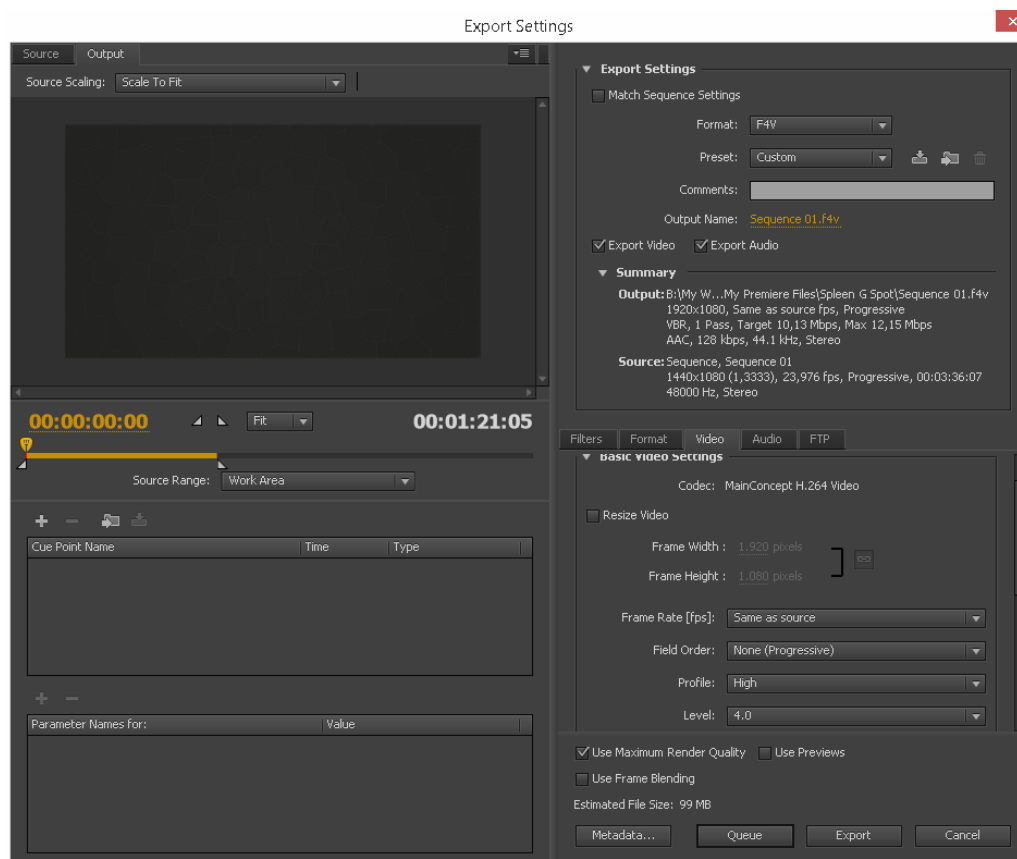 Export Settings
Source Output
Source Scaling: Scale To Fit
00:00:00:00 Fit 00:01:21:05
Source Range: Work Area
Cue Point Name Time Type
Parameter Names for: Value
Export Settings
Match Sequence Settings
Format: F4V
Preset: Custom
Comments:
Output Name: Sequence 01.f4v
Export Video Export Audio
Summary
Output: B:\My W...My Premiere Files\Spleen G Spot\Sequence 01.f4v
1920x1080, Same as source fps, Progressive
VBR, 1 Pass, Target 10,13 Mbps, Max 12,15 Mbps
AAC, 128 kbps, 44.1 kHz, Stereo
Source: Sequence, Sequence 01
1440x1080 (1,3333), 23,976 fps, Progressive, 00:03:36:07
48000 Hz, Stereo
Filters Format Video Audio FTP
Basic Video Settings
Codec: MainConcept H.264 Video
Resize Video
Frame Width : 1.920 pixels
Frame Height : 1.080 pixels
Frame Rate [fps]: Same as source
Field Order: None (Progressive)
Profile: High
Level: 4.0
Use Maximum Render Quality Use Previews
Use Frame Blending
Estimated File Size: 99 MB
Metadata... Queue Export Cancel